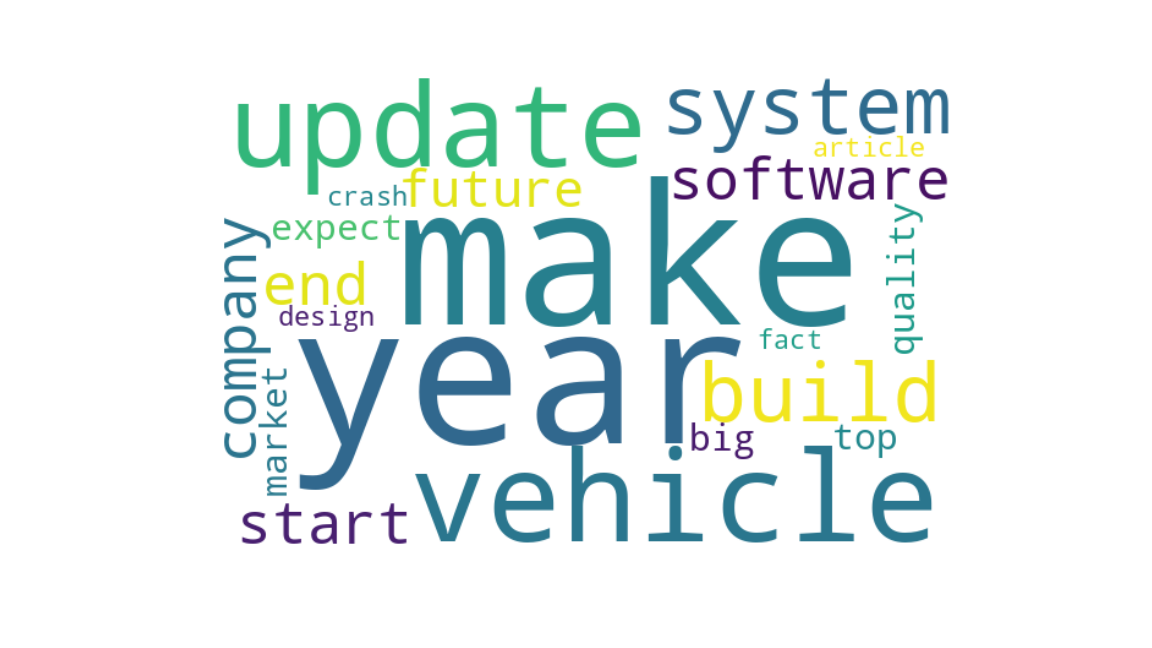 update
system
article
software
crash
future
expect
make
company
quality
end
design
fact
year
build
market
big
top
vehicle
start